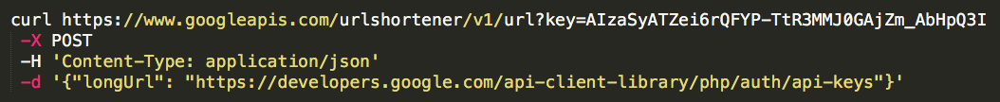 curl https://www.googleapis.com/urlshortener/v1/url?key=AIzaSyATZei6rQFYP-TtR3MMJ0GAjZm_AbHpQ3I
-X POST
-H 'Content-Type: application/json'
-d '{"longUrl": "https://developers.google.com/api-client-library/php/auth/api-keys"}'